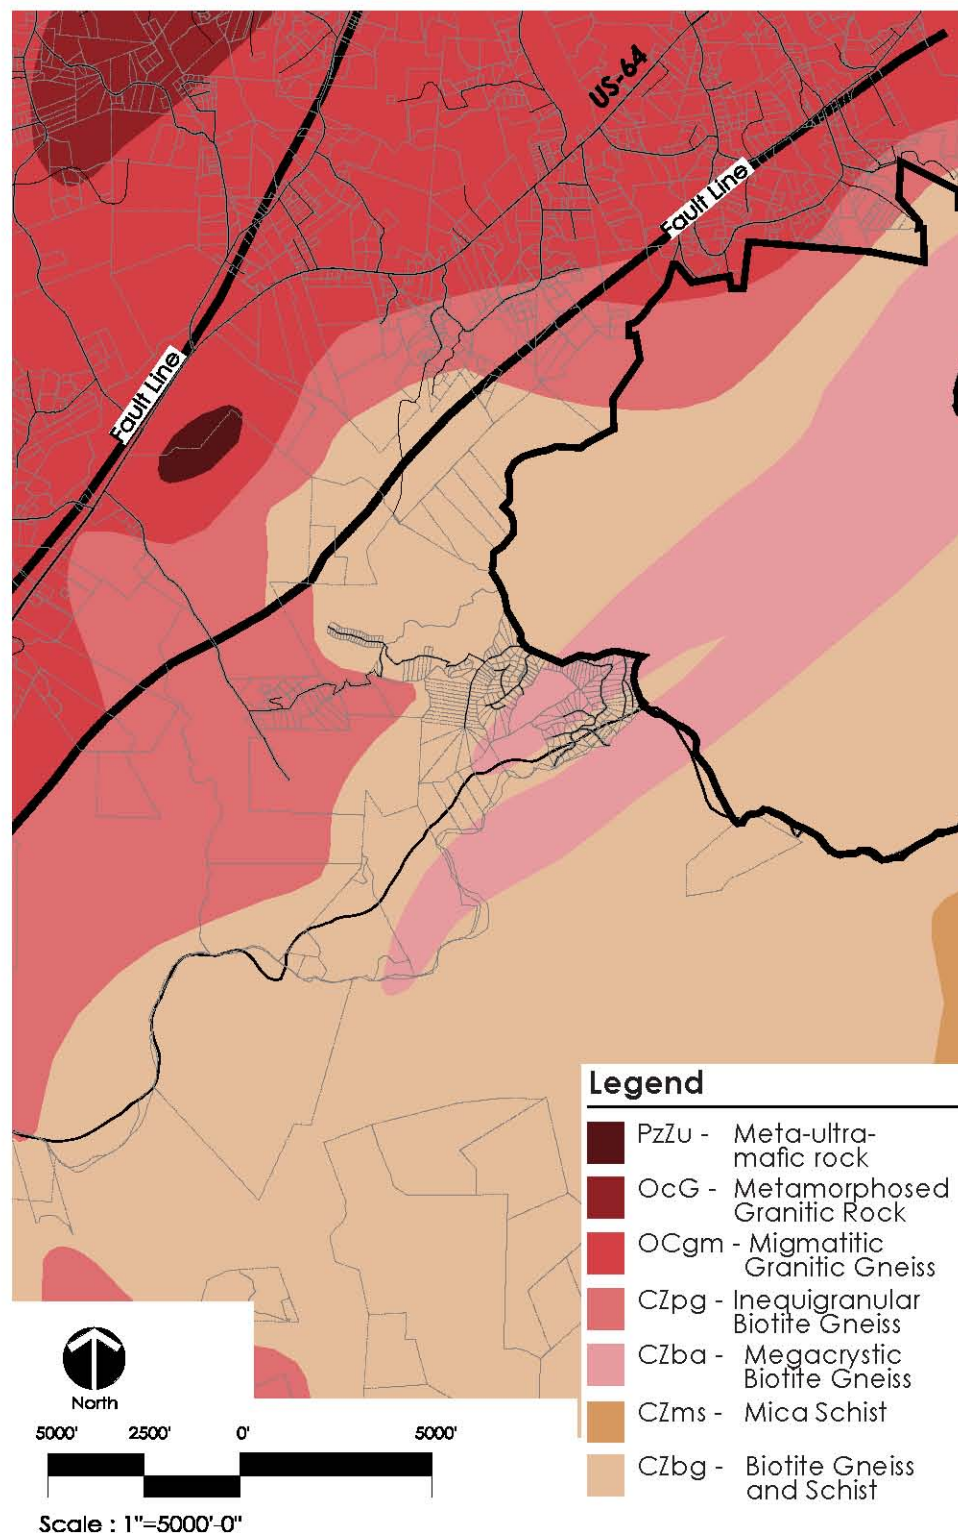 US-64
Fault Line
Fault Line
Legend
PzZu - Meta-ultra-
mafic rock
OcG - Metamorphosed
Granitic Rock
OCgm - Migmatitic
Granitic Gneiss
CZpg - Inequigranular
Biotite Gneiss
CZba - Megacrystic
Biotite Gneiss
CZms - Mica Schist
CZbg - Biotite Gneiss
and Schist
North
5000' 2500' 0' 5000'
Scale : 1"=5000'-0"